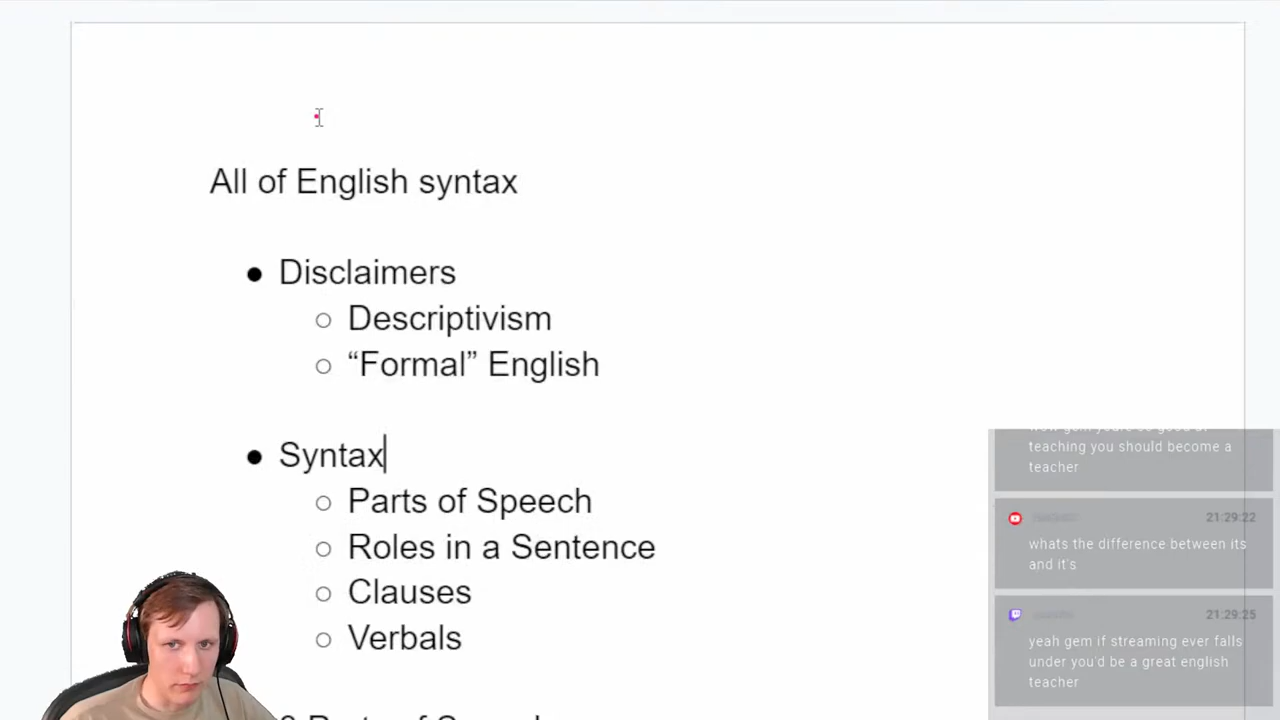 All of English syntax
● Disclaimers
○ Descriptivism
○ “Formal” English
● Syntax
○ Parts of Speech
○ Roles in a Sentence
○ Clauses
○ Verbals
teaching you should become a
teacher
21:29:22
whats the difference between its
and it's
21:29:25
yeah gem if streaming ever falls
under you'd be a great english
teacher